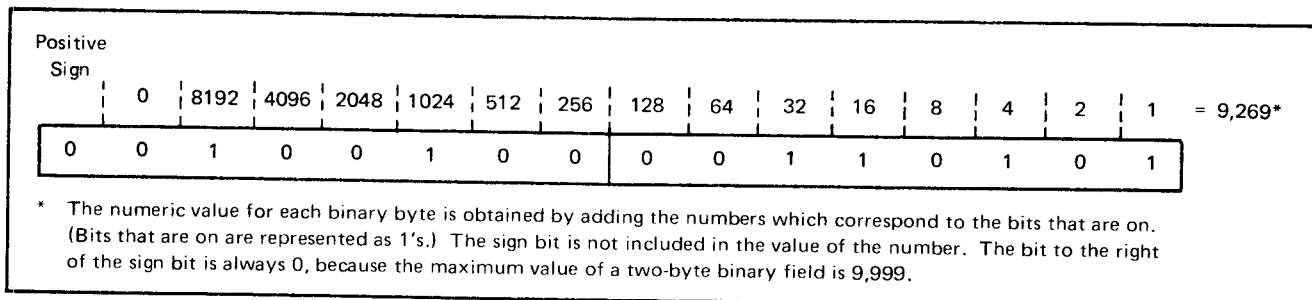 Positive
Sign
0 8192 4096 2048 1024 512 256 128 64 32 16 8 4 2 1 = 9,269*
0 0 1 0 0 1 0 0 0 0 1 1 0 1 0 1
* The numeric value for each binary byte is obtained by adding the numbers which correspond to the bits that are on.
(Bits that are on are represented as 1's.) The sign bit is not included in the value of the number. The bit to the right
of the sign bit is always 0, because the maximum value of a two-byte binary field is 9,999.